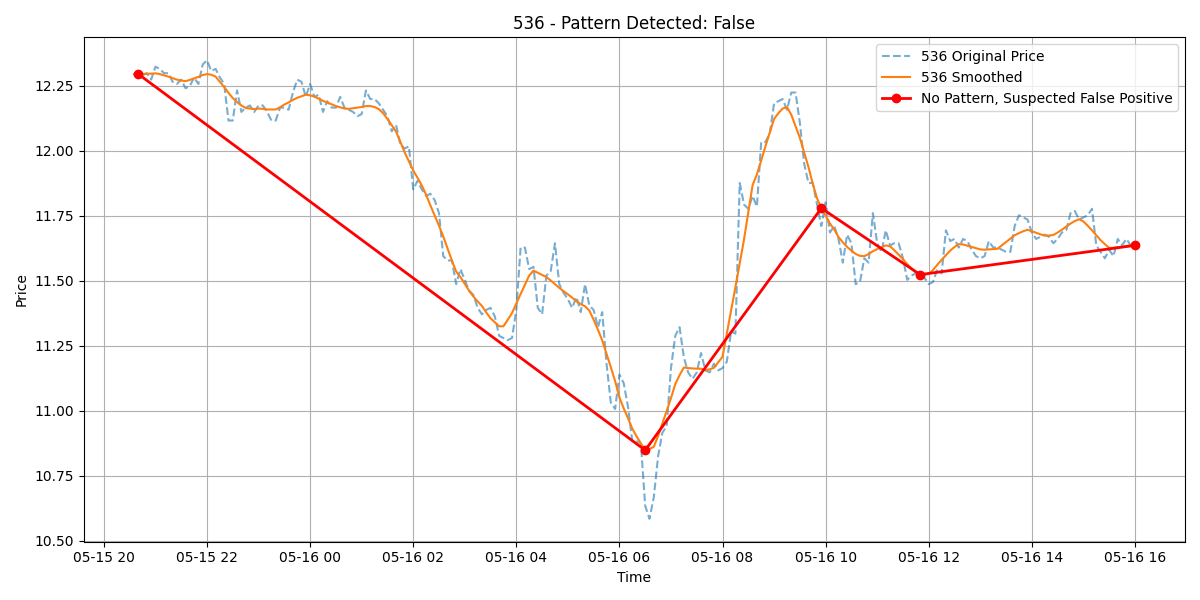 536 - Pattern Detected: False
536 Original Price
536 Smoothed
No Pattern, Suspected False Positive
Price
12.25
12.00
11.75
11.50
11.25
11.00
10.75
10.50
05-15 20 05-15 22 05-16 00 05-16 02 05-16 04 05-16 06 05-16 08 05-16 10 05-16 12 05-16 14 05-16 16
Time